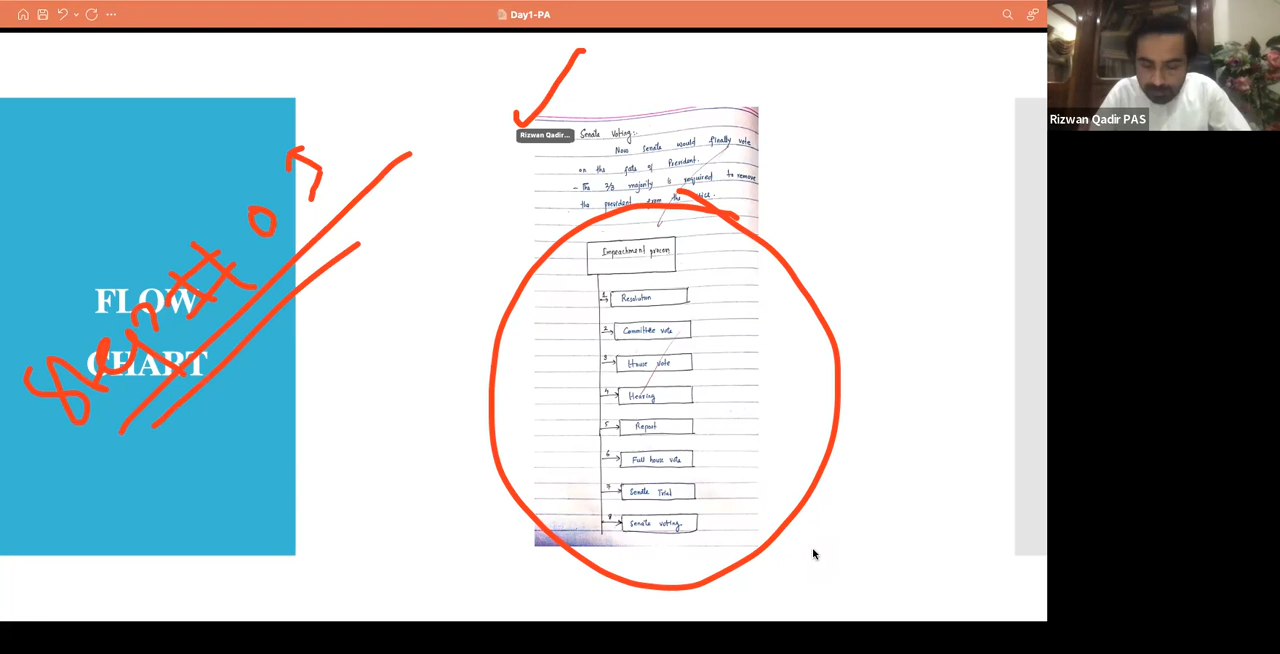 Day1-PA
Rizwan Qadir PAS
FLOW
CHART
Rizwan Qadir...
Senate Voting:-
Now Senate would finally vote
on the fate of President.
- The 2/3 majority is required to remove
the president from the
Impeachment process
1 Resolution
2 Committee vote
3 House vote
4 Hearing
5 Report
6 Full house vote
7 Senate Trial
8 Senate voting